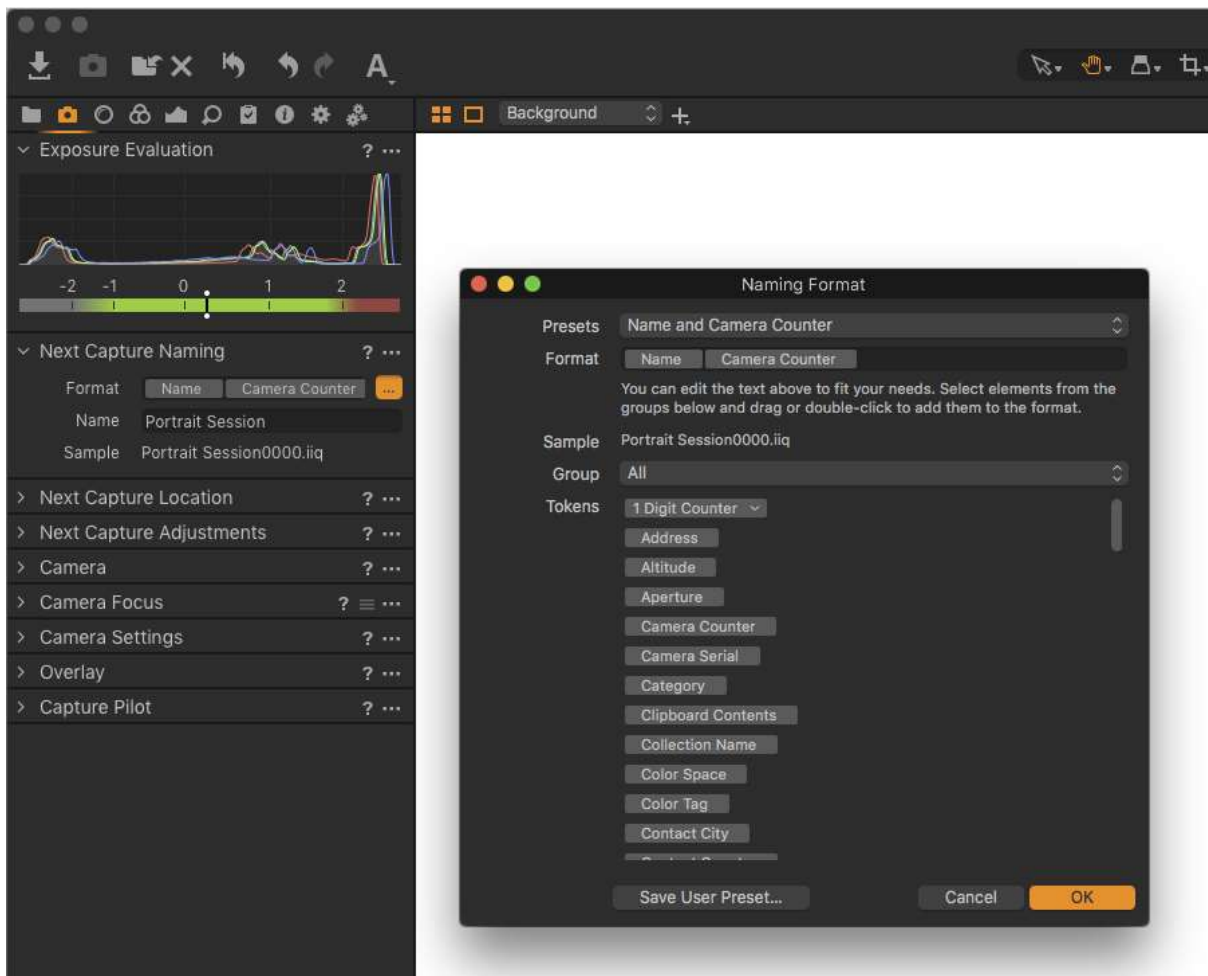 A
Background
Exposure Evaluation ? ...
-2 -1 0 1 2
Next Capture Naming ? ...
Format Name Camera Counter ...
Name Portrait Session
Sample Portrait Session0000.iiq
Next Capture Location ? ...
Next Capture Adjustments ? ...
Camera ? ...
Camera Focus ? ...
Camera Settings ? ...
Overlay ? ...
Capture Pilot ? ...
Naming Format
Presets Name and Camera Counter
Format Name Camera Counter
You can edit the text above to fit your needs. Select elements from the
groups below and drag or double-click to add them to the format.
Sample Portrait Session0000.iiq
Group All
Tokens 1 Digit Counter
Address
Altitude
Aperture
Camera Counter
Camera Serial
Category
Clipboard Contents
Collection Name
Color Space
Color Tag
Contact City
Save User Preset... Cancel OK